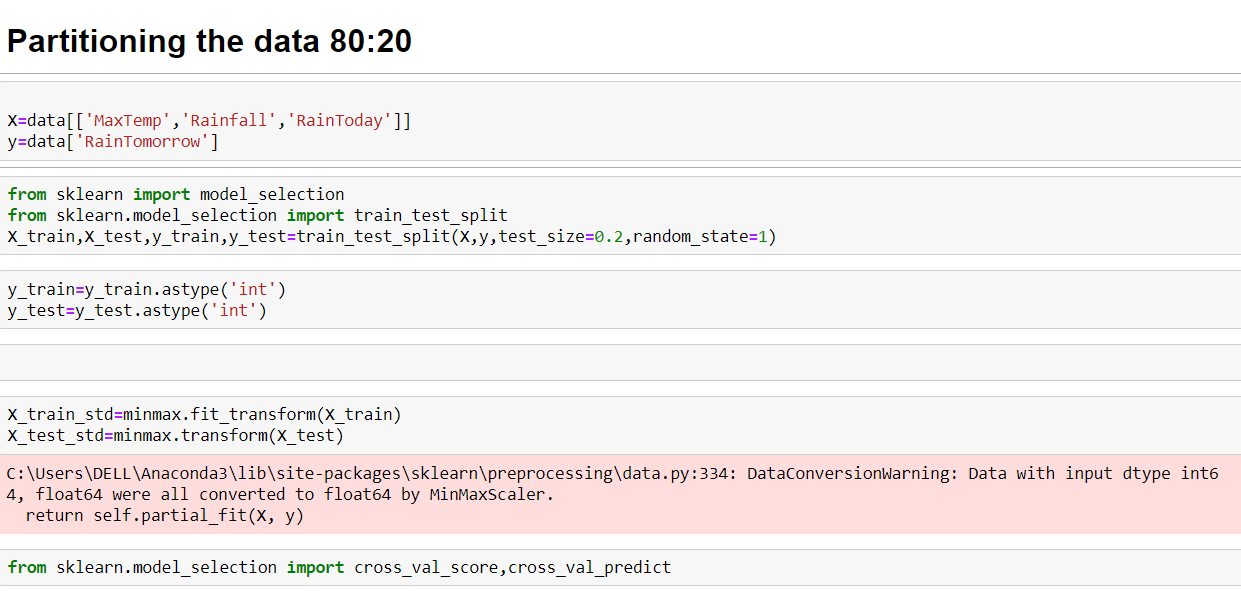 Partitioning the data 80:20
X=data[['MaxTemp','Rainfall','RainToday']]
y=data['RainTomorrow']
from sklearn import model_selection
from sklearn.model_selection import train_test_split
X_train,X_test,y_train,y_test=train_test_split(X,y,test_size=0.2,random_state=1)
y_train=y_train.astype('int')
y_test=y_test.astype('int')
X_train_std=minmax.fit_transform(X_train)
X_test_std=minmax.transform(X_test)
C:\Users\DELL\Anaconda3\lib\site-packages\sklearn\preprocessing\data.py:334: DataConversionWarning: Data with input dtype int6
4, float64 were all converted to float64 by MinMaxScaler.
  return self.partial_fit(X, y)
from sklearn.model_selection import cross_val_score,cross_val_predict